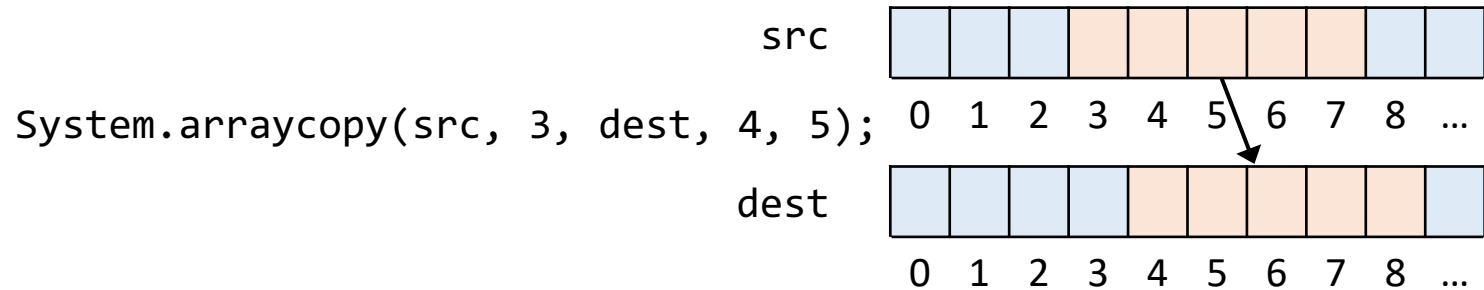 src
System.arraycopy(src, 3, dest, 4, 5);
0 1 2 3 4 5 6 7 8 …
dest
0 1 2 3 4 5 6 7 8 …